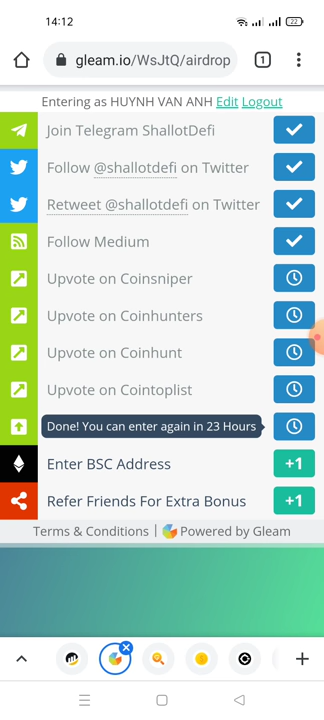 14:12
22
gleam.io/WsJtQ/airdrop
1
Entering as HUYNH VAN ANH Edit Logout
Join Telegram ShallotDefi
Follow @shallotdefi on Twitter
Retweet @shallotdefi on Twitter
Follow Medium
Upvote on Coinsniper
Upvote on Coinhunters
Upvote on Coinhunt
Upvote on Cointoplist
Done! You can enter again in 23 Hours
Enter BSC Address +1
Refer Friends For Extra Bonus +1
Terms & Conditions | Powered by Gleam